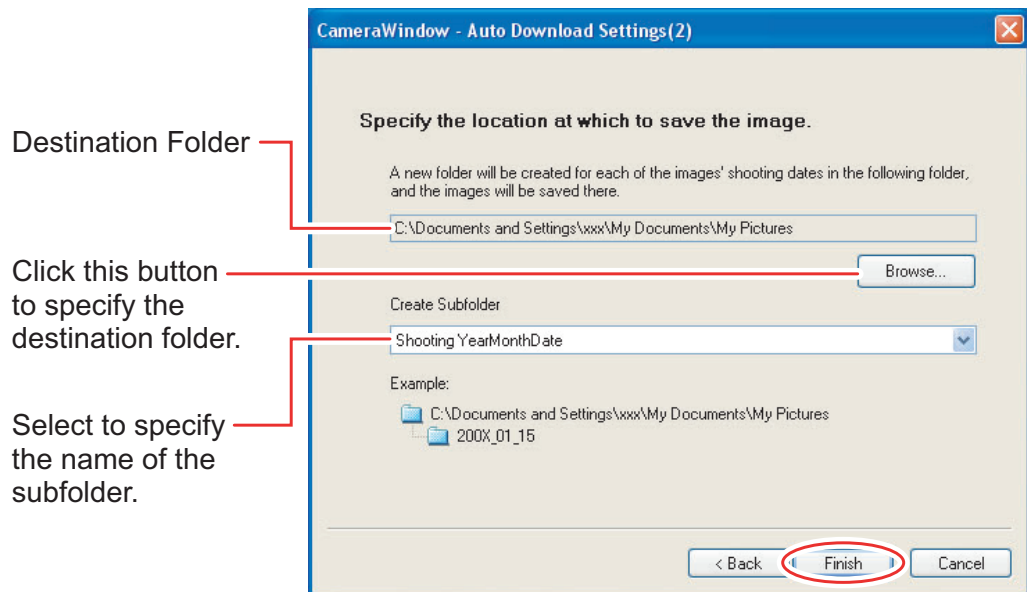 CameraWindow - Auto Download Settings(2)
Specify the location at which to save the image.
Destination Folder
A new folder will be created for each of the images' shooting dates in the following folder,
and the images will be saved there.
C:\Documents and Settings\xxx\My Documents\My Pictures
Click this button
to specify the
destination folder.
Browse...
Create Subfolder
Shooting YearMonthDate
Example:
C:\Documents and Settings\xxx\My Documents\My Pictures
200X_01_15
Select to specify
the name of the
subfolder.
< Back
Finish
Cancel